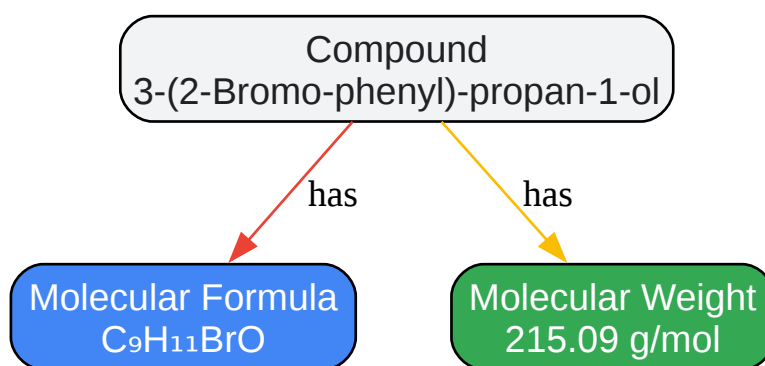 Compound
3-(2-Bromo-phenyl)-propan-1-ol
has
has
Molecular Formula
C₉H₁₁BrO
Molecular Weight
215.09 g/mol